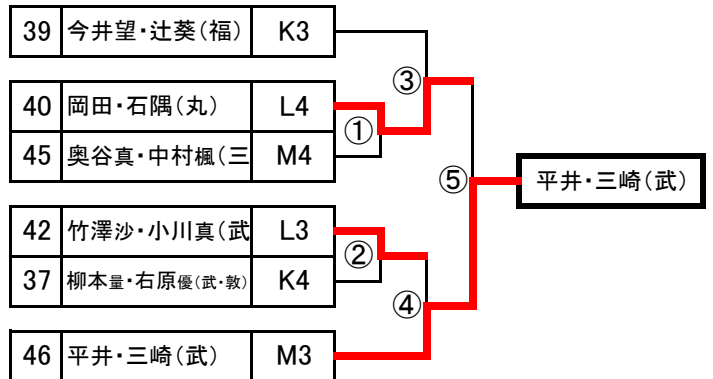 39 今井望・辻葵(福) K3
③
40 岡田・石隅(丸) L4
①
45 奥谷真・中村楓(三 M4
⑤ 平井・三崎(武)
42 竹澤沙・小川真(武 L3
②
37 柳本量・右原優(武・敦) K4
④
46 平井・三崎(武) M3